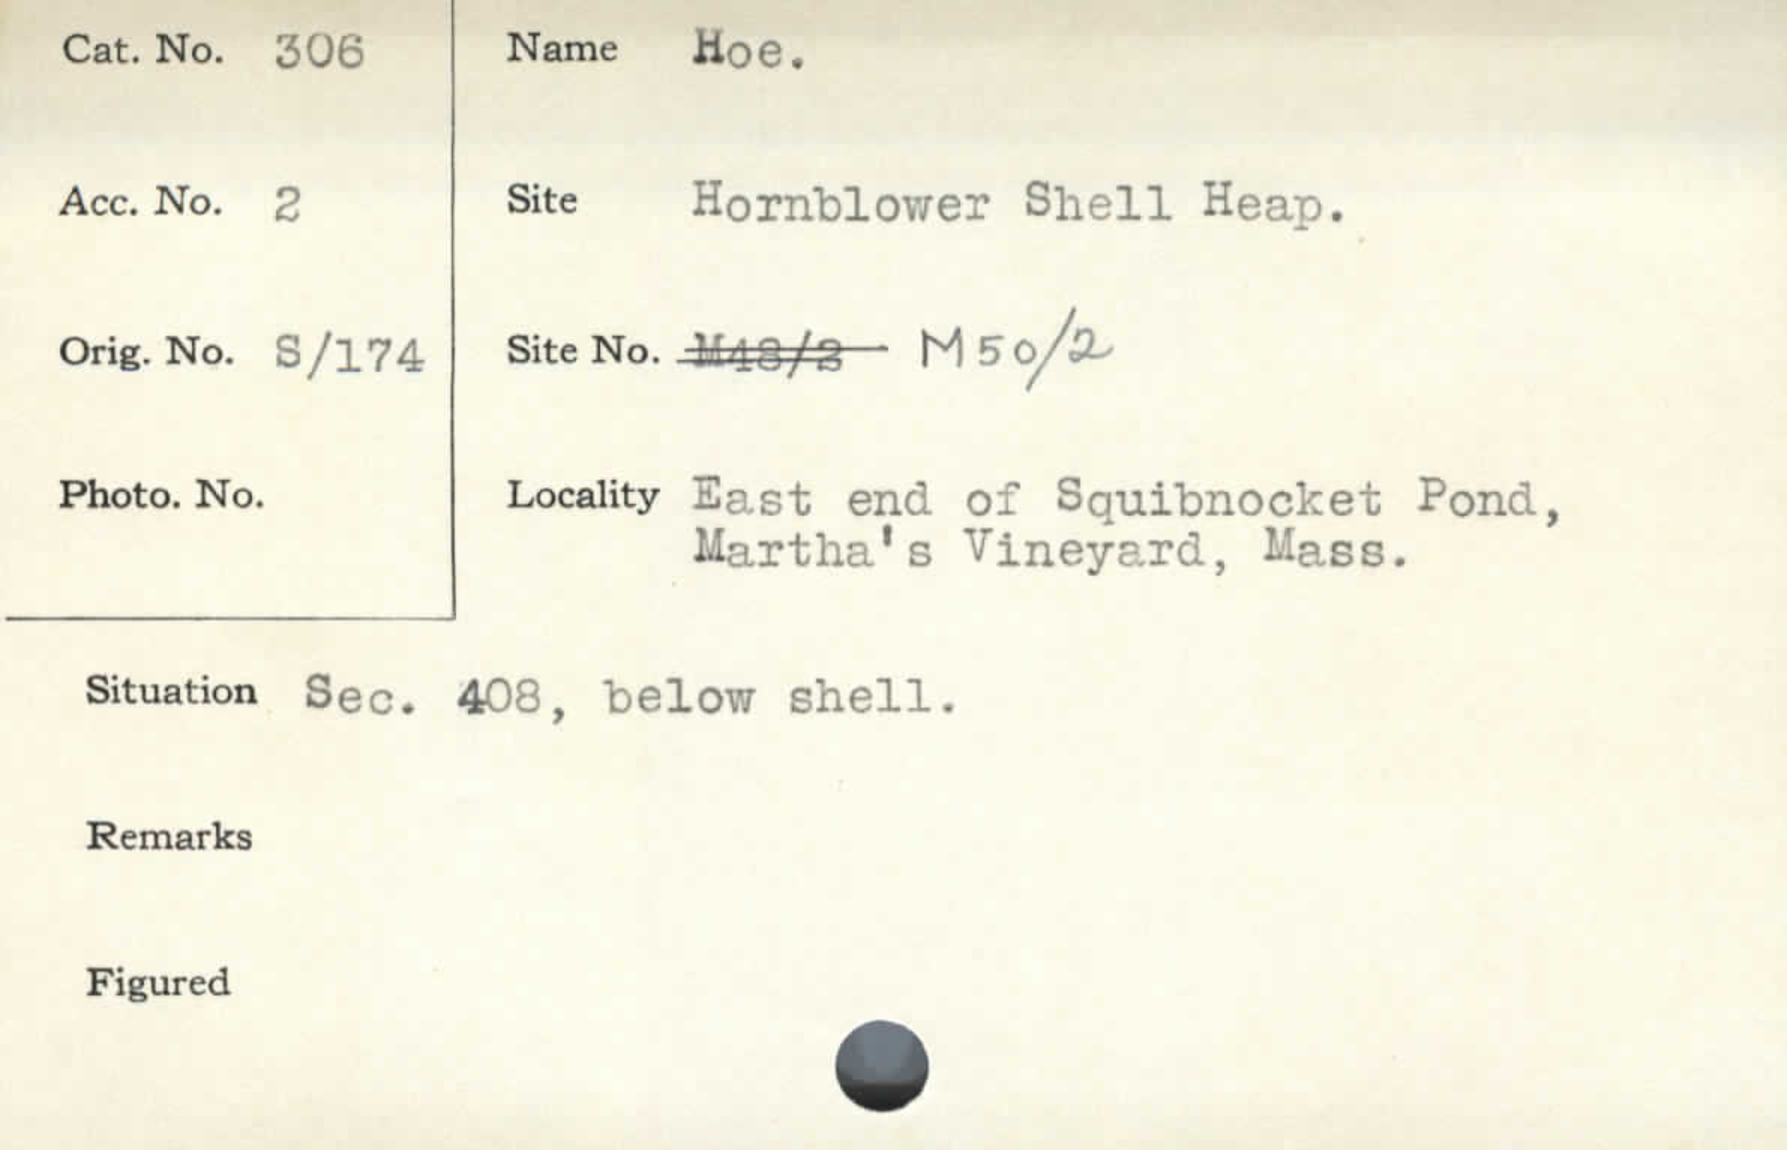 Cat. No. 306
Name Hoe.
Acc. No. 2
Site Hornblower Shell Heap.
Orig. No. S/174
Site No. M48/2 M50/2
Photo. No.
Locality East end of Squibnocket Pond,
Martha's Vineyard, Mass.
Situation Sec. 408, below shell.
Remarks
Figured